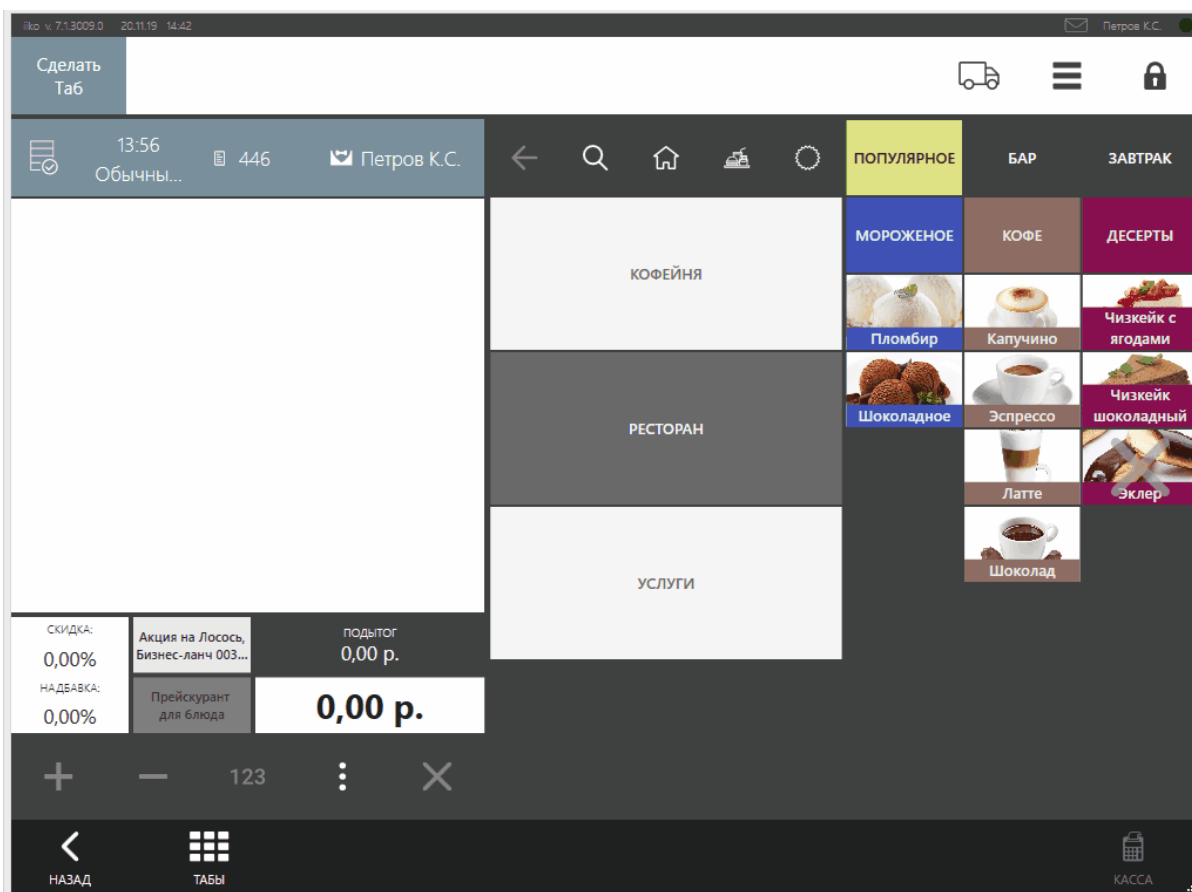 iiko v. 7.1.3009.0 20.11.19 14:42 Петров К.С.
Сделать
Таб
13:56
Обычны...
446
Петров К.С.
ПОПУЛЯРНОЕ
БАР
ЗАВТРАК
КОФЕЙНЯ
РЕСТОРАН
УСЛУГИ
МОРОЖЕНОЕ
КОФЕ
ДЕСЕРТЫ
Пломбир
Капучино
Чизкейк с
ягодами
Шоколадное
Эспрессо
Чизкейк
шоколадный
Латте
Эклер
Шоколад
СКИДКА:
0,00%
НАДБАВКА:
0,00%
Акция на Лосось,
Бизнес-ланч 003...
Прейскурант
для блюда
ПОДЫТОГ
0,00 р.
0,00 р.
123
НАЗАД
ТАБЫ
КАССА